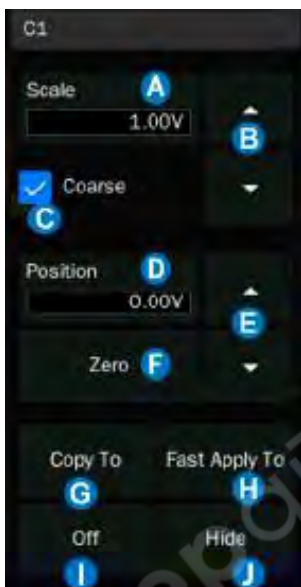 C1
Scale A
1.00V
B
Coarse
C
Position D
0.00V
E
Zero F
Copy To Fast Apply To
G H
Off Hide
I J